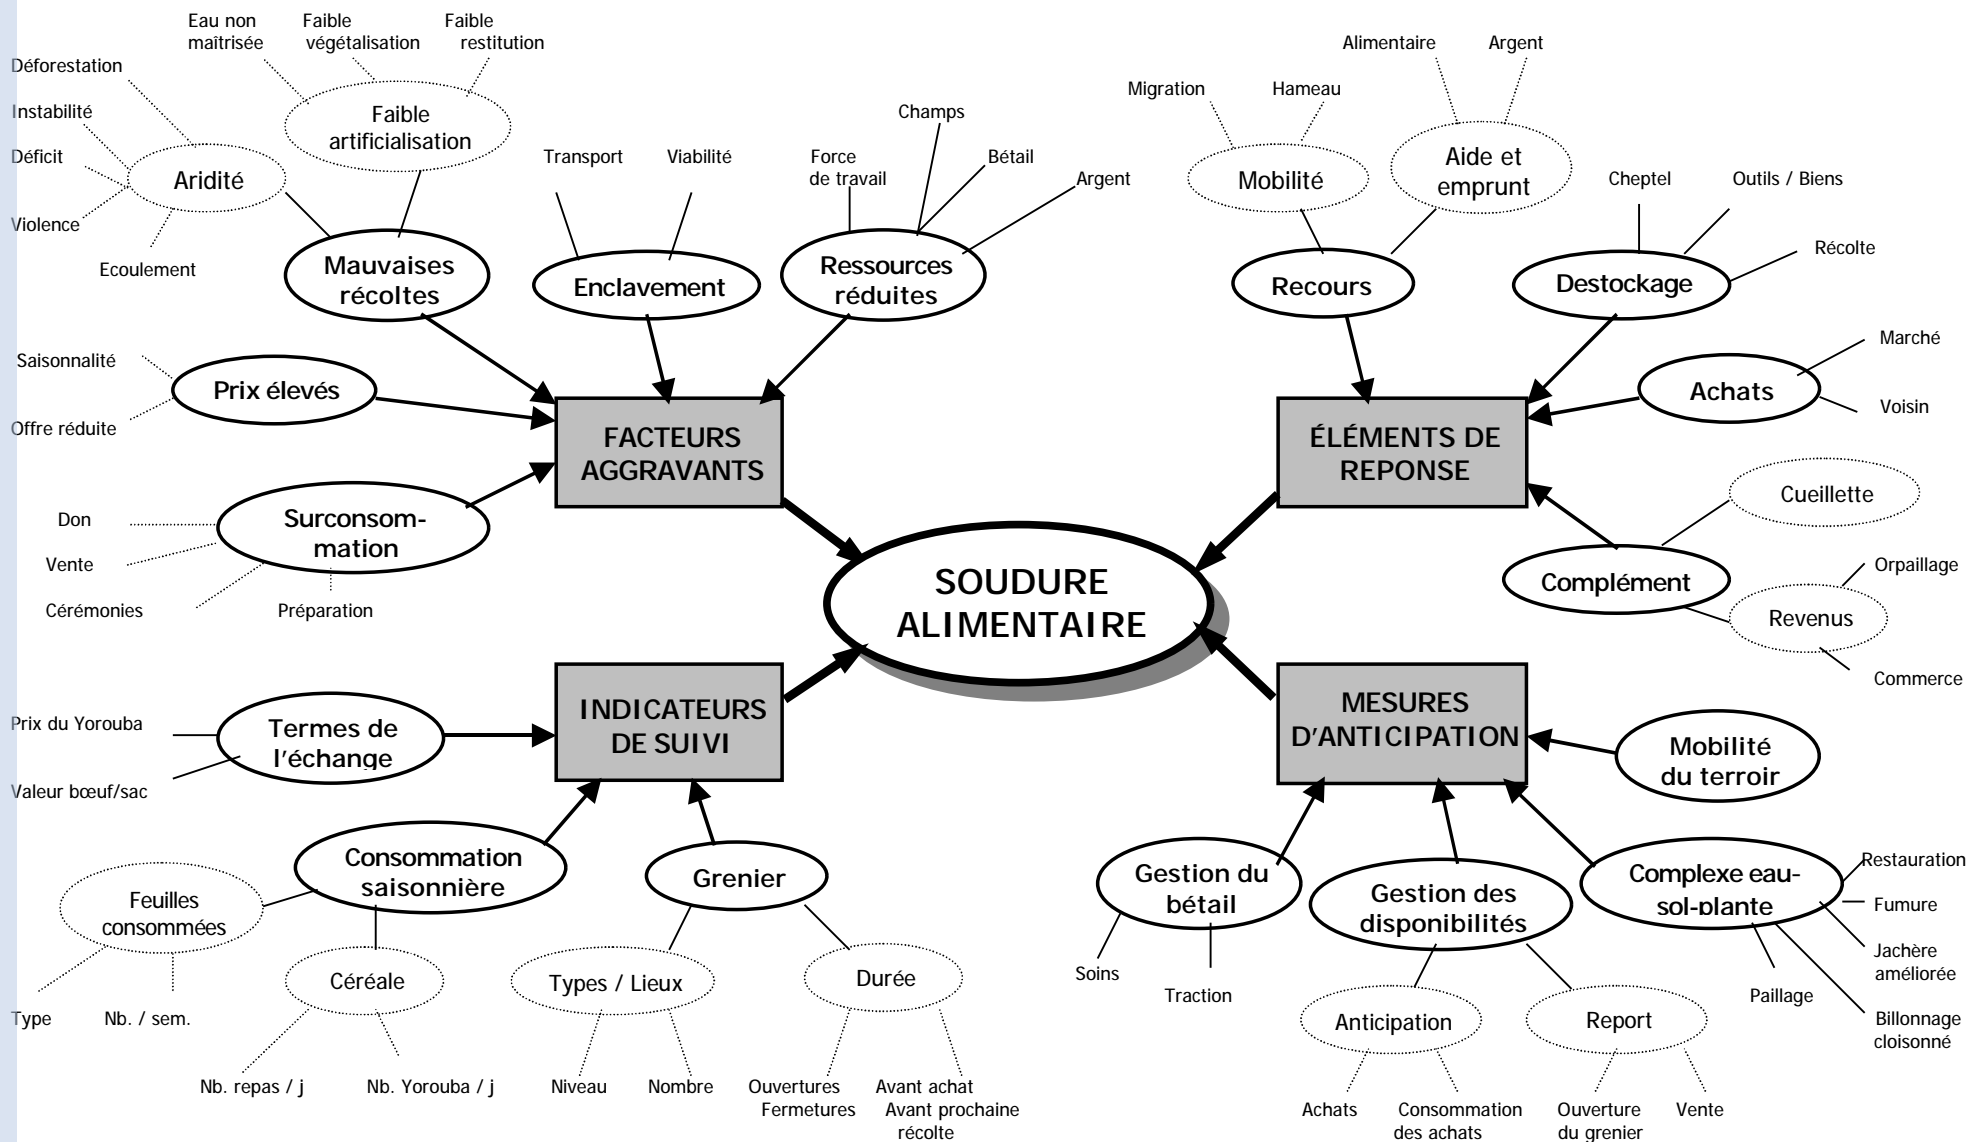 Eau non
maîtrisée
Faible
végétalisation
Faible
restitution
Déforestation
Instabilité
Déficit
Violence
Ecoulement
Aridité
Faible
artificialisation
Mauvaises
récoltes
Transport
Viabilité
Enclavement
Force
de travail
Champs
Bétail
Argent
Ressources
réduites
Saisonnalité
Offre réduite
Prix élevés
Don
Vente
Cérémonies
Préparation
Surconsom-
mation
FACTEURS
AGGRAVANTS
Alimentaire
Argent
Migration
Hameau
Mobilité
Aide et
emprunt
Recours
Cheptel
Outils / Biens
Récolte
Destockage
Marché
Voisin
Achats
ÉLÉMENTS DE
REPONSE
Cueillette
Complément
Orpaillage
Revenus
Commerce
SOUDURE
ALIMENTAIRE
INDICATEURS
DE SUIVI
Prix du Yorouba
Valeur bœuf/sac
Termes de
l'échange
Consommation
saisonnière
Feuilles
consommées
Type
Nb. / sem.
Céréale
Nb. repas / j
Nb. Yorouba / j
Grenier
Types / Lieux
Niveau
Nombre
Durée
Ouvertures
Fermetures
Avant achat
Avant prochaine
récolte
MESURES
D'ANTICIPATION
Mobilité
du terroir
Gestion du
bétail
Soins
Traction
Gestion des
disponibilités
Anticipation
Achats
Consommation
des achats
Report
Ouverture
du grenier
Vente
Complexe eau-
sol-plante
Restauration
Fumure
Jachère
améliorée
Paillage
Billonnage
cloisonné